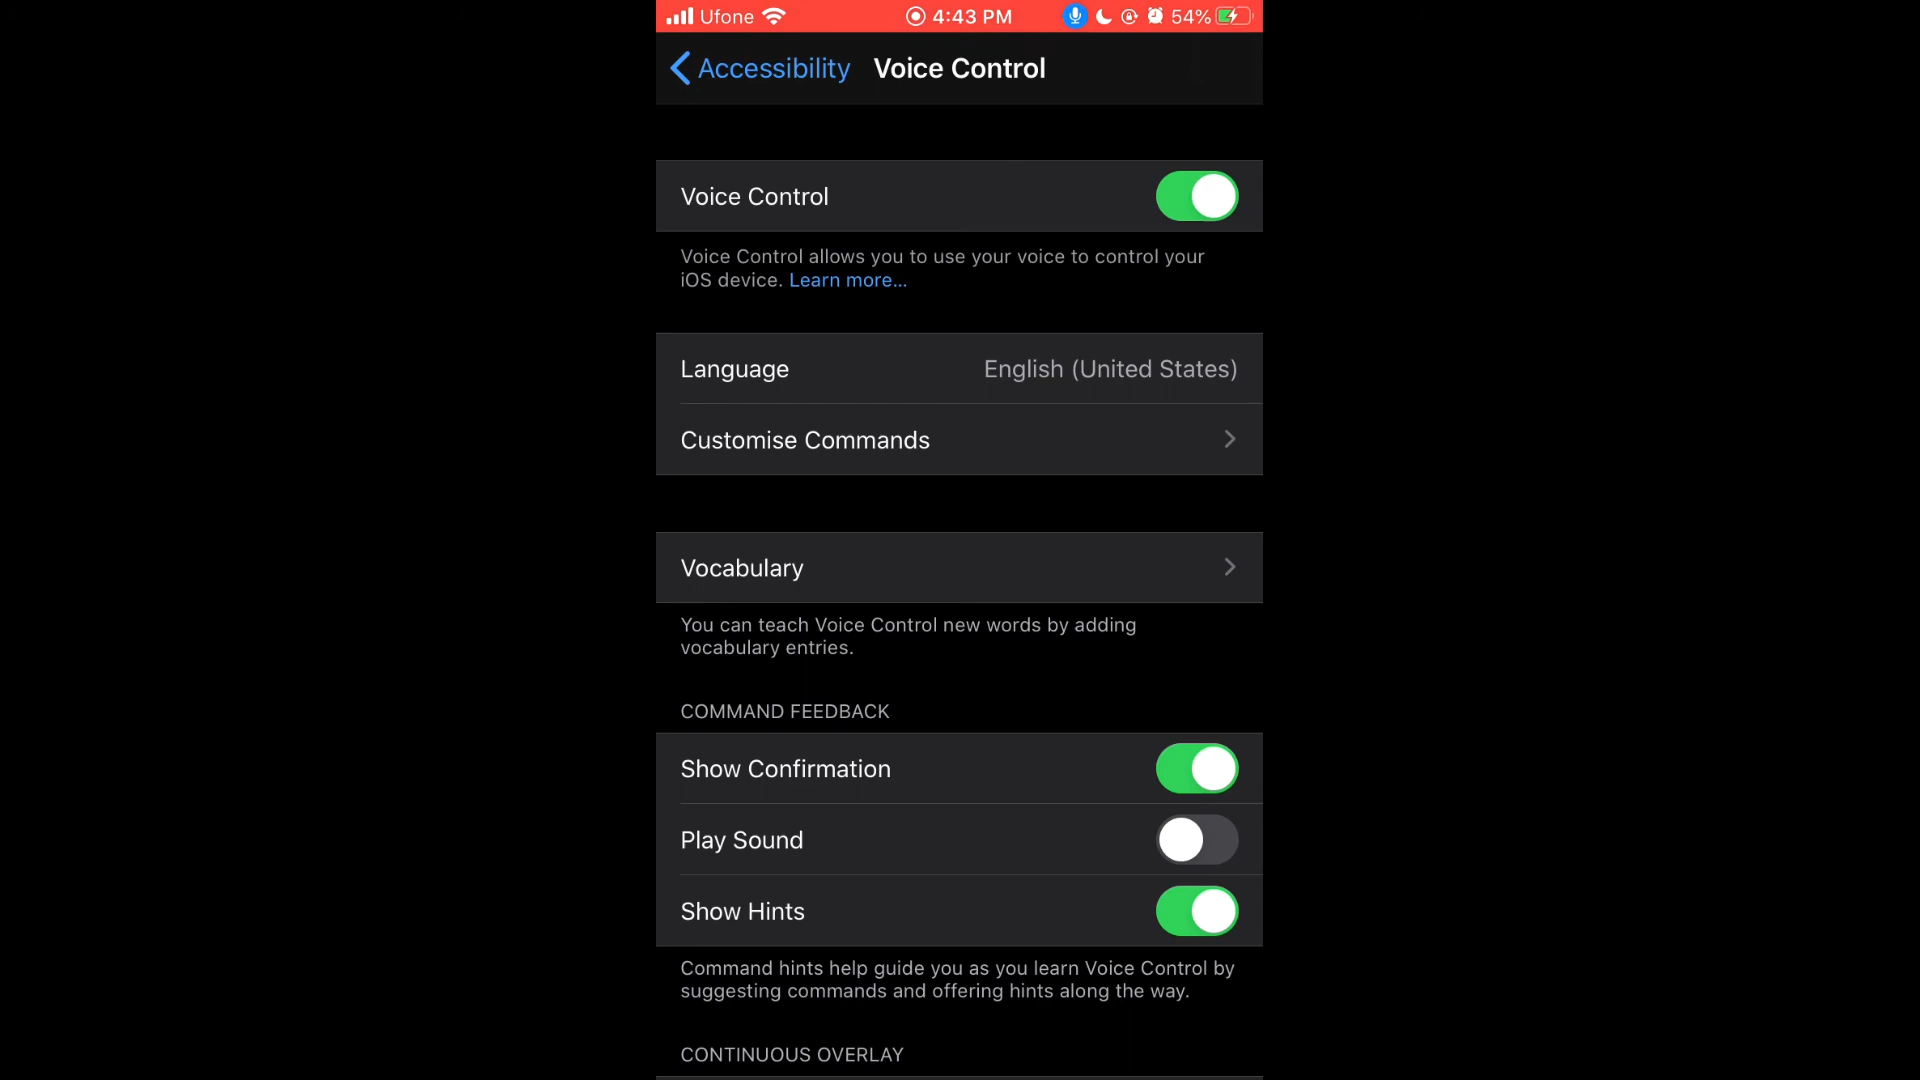 Ufone 4:43 PM 54%
Accessibility Voice Control
Voice Control
Voice Control allows you to use your voice to control your
iOS device. Learn more...
Language English (United States)
Customise Commands
Vocabulary
You can teach Voice Control new words by adding
vocabulary entries.
COMMAND FEEDBACK
Show Confirmation
Play Sound
Show Hints
Command hints help guide you as you learn Voice Control by
suggesting commands and offering hints along the way.
CONTINUOUS OVERLAY